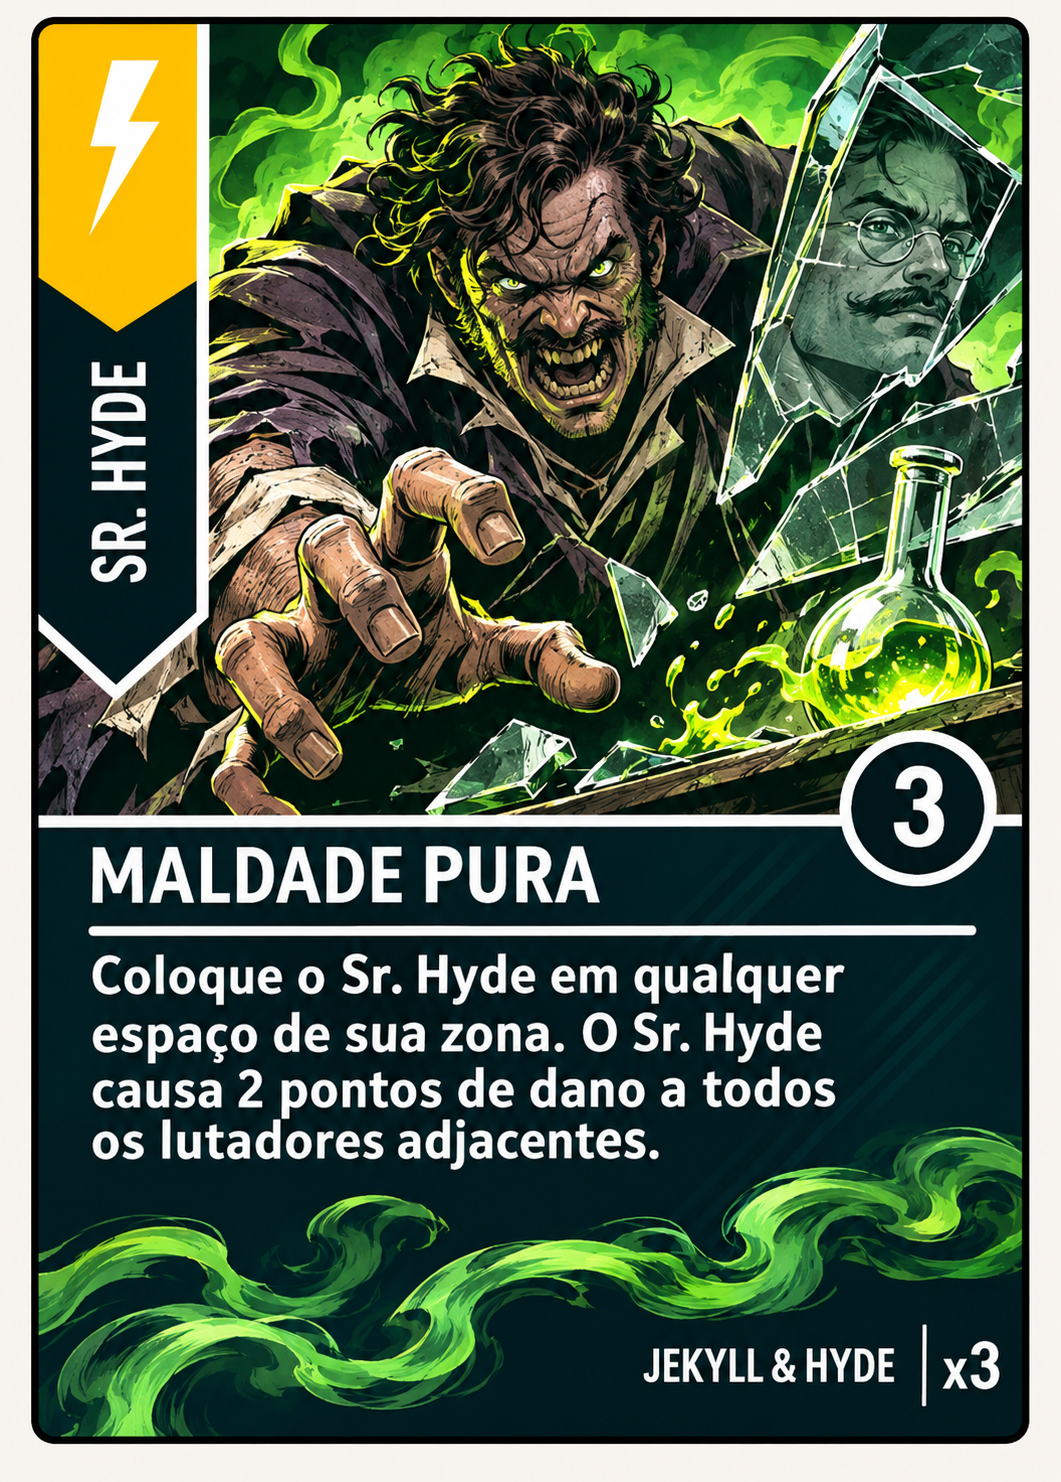 SR. HYDE
3
MALDADE PURA
Coloque o Sr. Hyde em qualquer
espaço de sua zona. O Sr. Hyde
causa 2 pontos de dano a todos
os lutadores adjacentes.
JEKYLL & HYDE | x3